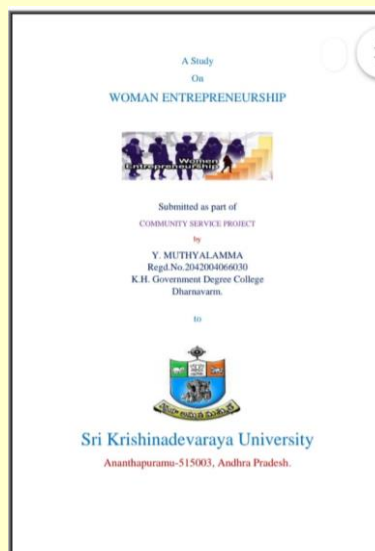 A Study
On
WOMAN ENTREPRENEURSHIP
Women
Entrepreneurship
Submitted as part of
COMMUNITY SERVICE PROJECT
by
Y. MUTHYALAMMA
Regd.No.2042004066030
K.H. Government Degree College
Dharnavarm.
to
Sri Krishinadevaraya University
Ananthapuramu-515003, Andhra Pradesh.